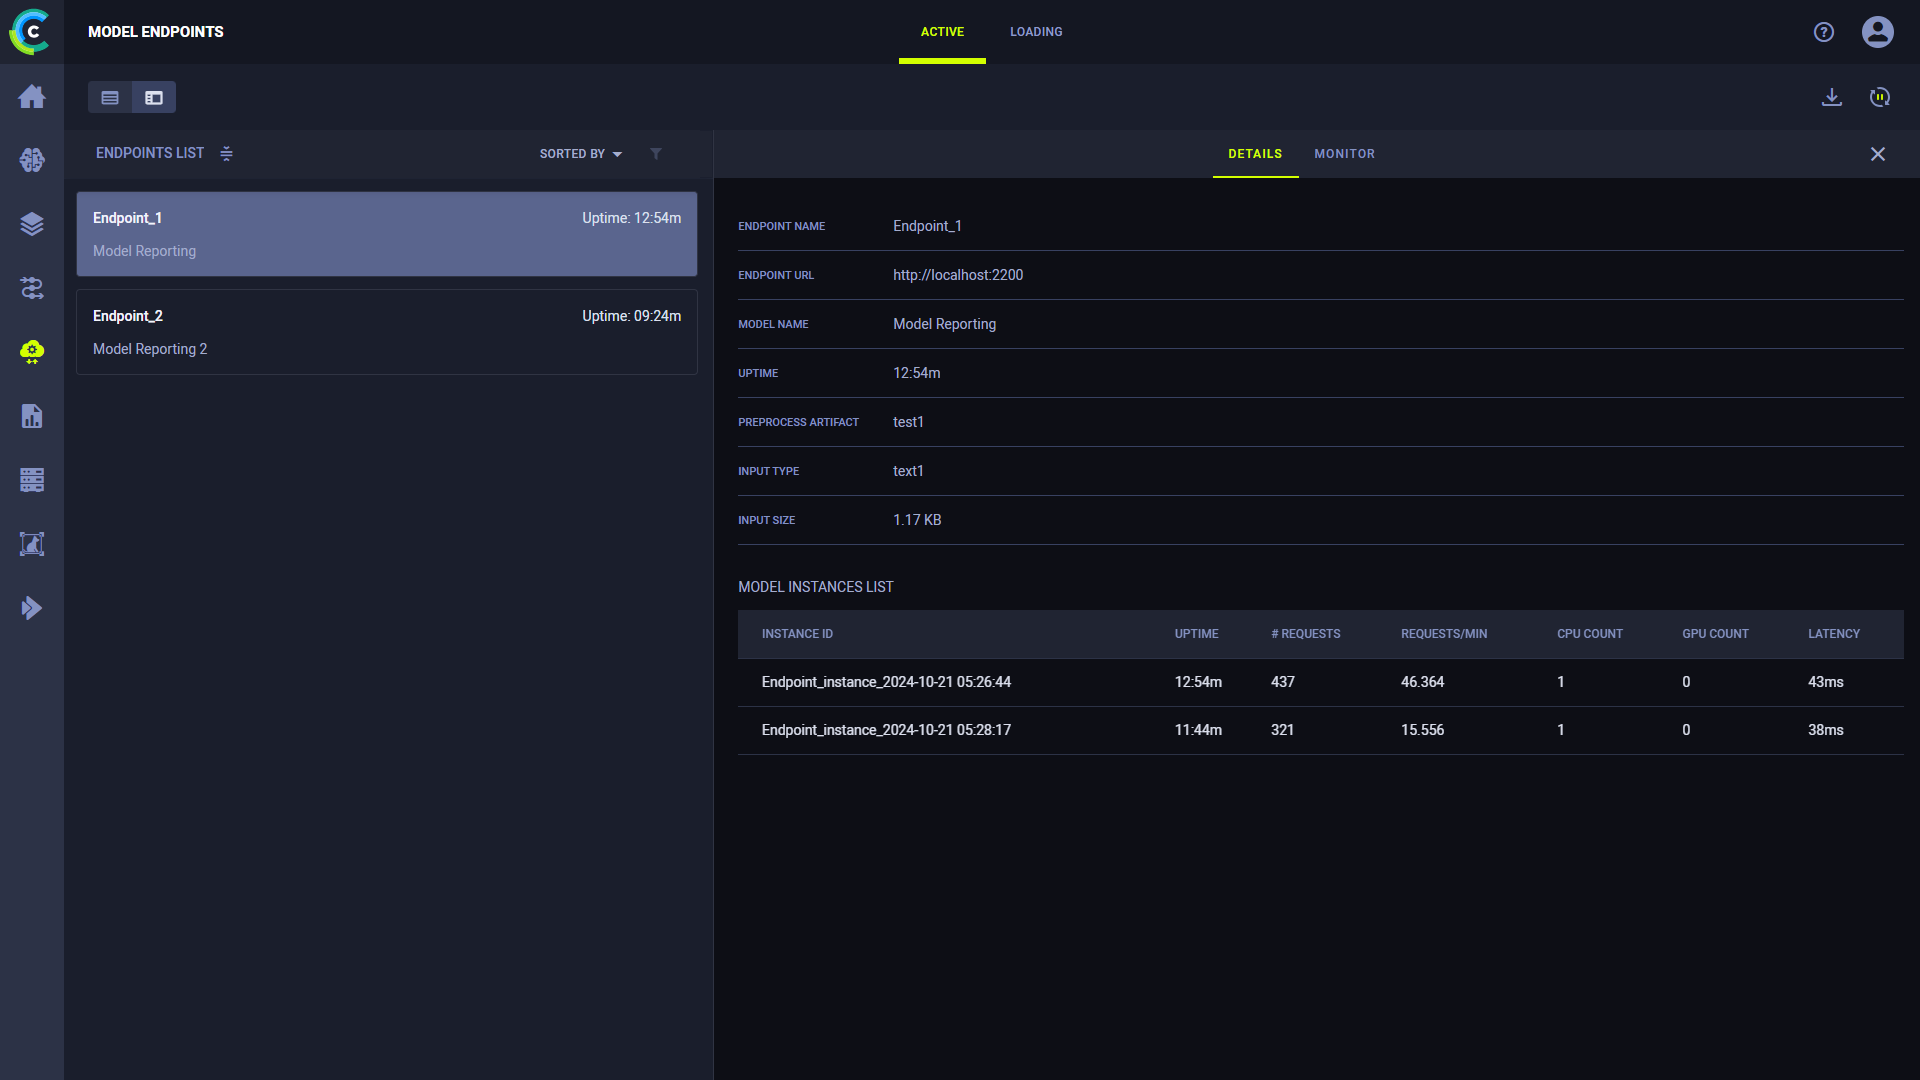 MODEL ENDPOINTS
ACTIVE LOADING
ENDPOINTS LIST SORTED BY
DETAILS MONITOR
Endpoint_1 Uptime: 12:54m
Model Reporting
Endpoint_2 Uptime: 09:24m
Model Reporting 2
ENDPOINT NAME Endpoint_1
ENDPOINT URL http://localhost:2200
MODEL NAME Model Reporting
UPTIME 12:54m
PREPROCESS ARTIFACT test1
INPUT TYPE text1
INPUT SIZE 1.17 KB
MODEL INSTANCES LIST
INSTANCE ID UPTIME # REQUESTS REQUESTS/MIN CPU COUNT GPU COUNT LATENCY
Endpoint_instance_2024-10-21 05:26:44 12:54m 437 46.364 1 0 43ms
Endpoint_instance_2024-10-21 05:28:17 11:44m 321 15.556 1 0 38ms